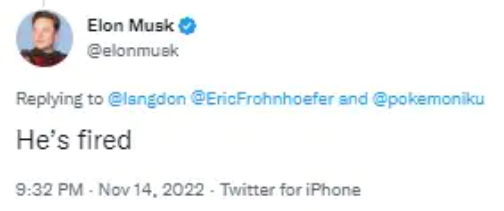 Elon Musk
@elonmusk
Replying to @langdon @EricFrohnhoefer and @pokemoniku
He's fired
9:32 PM · Nov 14, 2022 · Twitter for iPhone